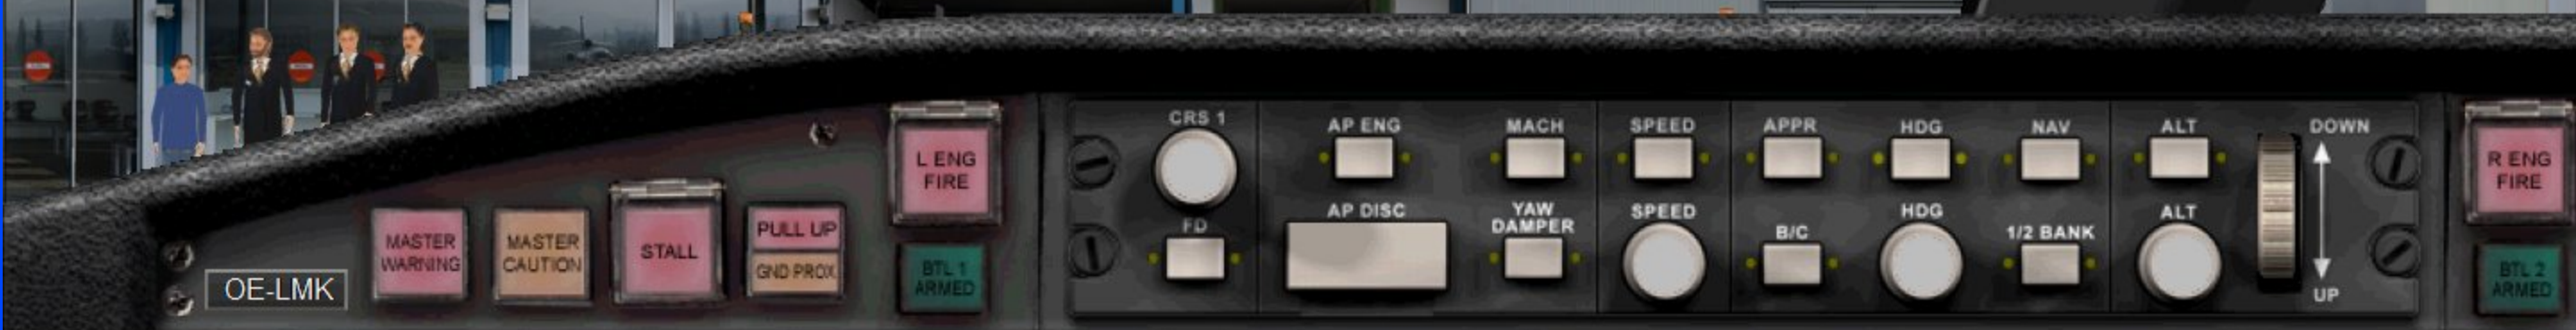 OE-LMK
MASTER
WARNING
MASTER
CAUTION
STALL
PULL UP
GND PROX
L ENG
FIRE
BTL 1
ARMED
CRS 1
FD
AP ENG
AP DISC
MACH
YAW
DAMPER
SPEED
SPEED
APPR
B/C
HDG
HDG
NAV
1/2 BANK
ALT
ALT
DOWN
UP
R ENG
FIRE
BTL 2
ARMED